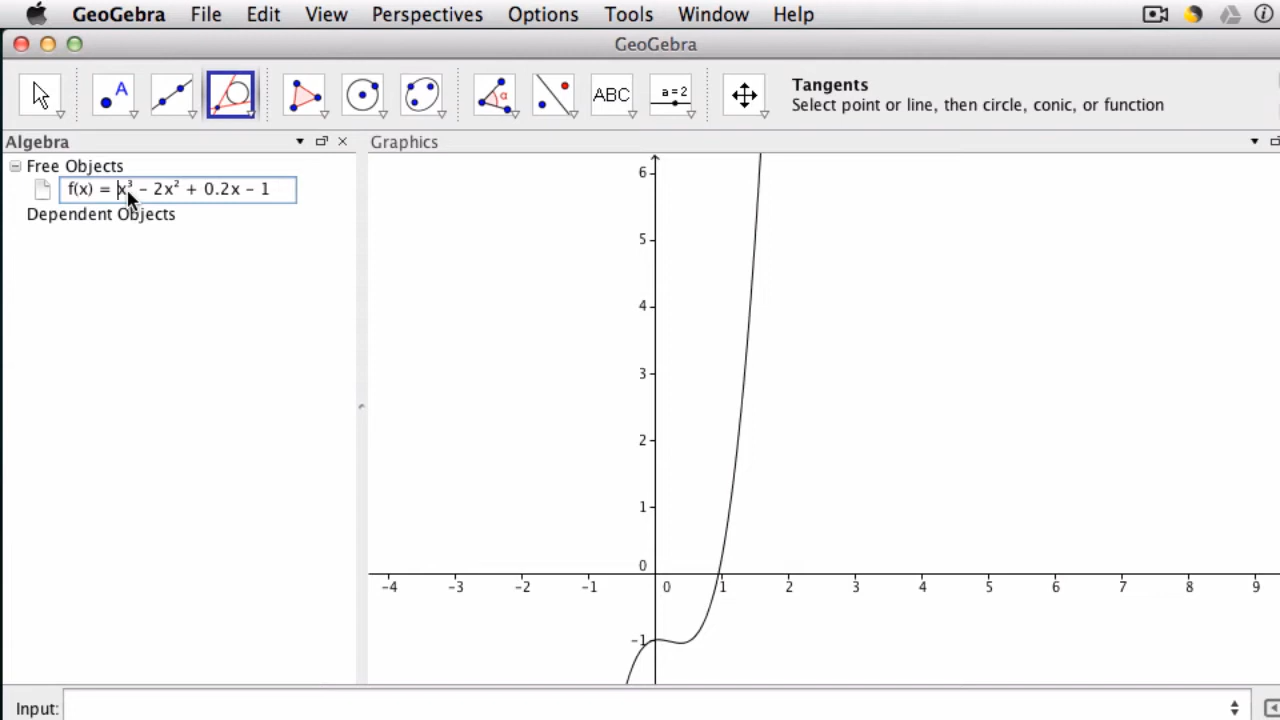 GeoGebra File Edit View Perspectives Options Tools Window Help
GeoGebra
A
ABC
a = 2
α
Tangents
Select point or line, then circle, conic, or function
Algebra
Graphics
Free Objects
f(x) = x³ − 2x² + 0.2x − 1
Dependent Objects
6
5
4
3
2
1
0
-4 -3 -2 -1 0 1 2 3 4 5 6 7 8 9
-1
Input: